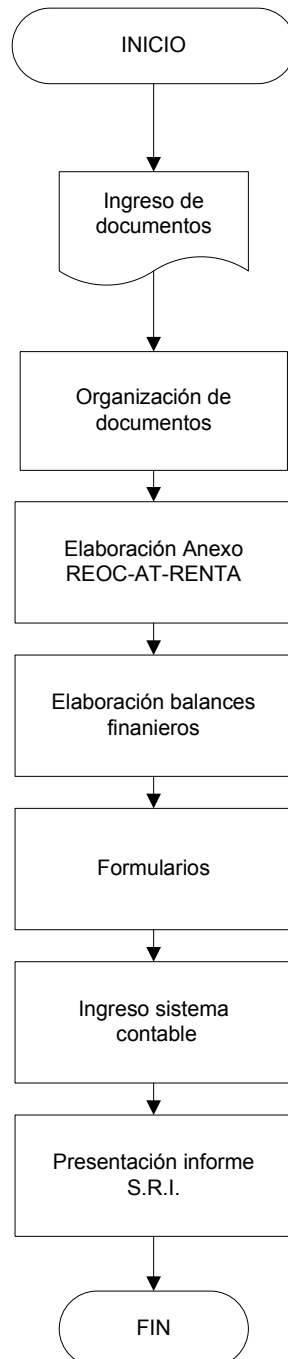 INICIO
Ingreso de
documentos
Organización de
documentos
Elaboración Anexo
REOC-AT-RENTA
Elaboración balances
finanieros
Formularios
Ingreso sistema
contable
Presentación informe
S.R.I.
FIN